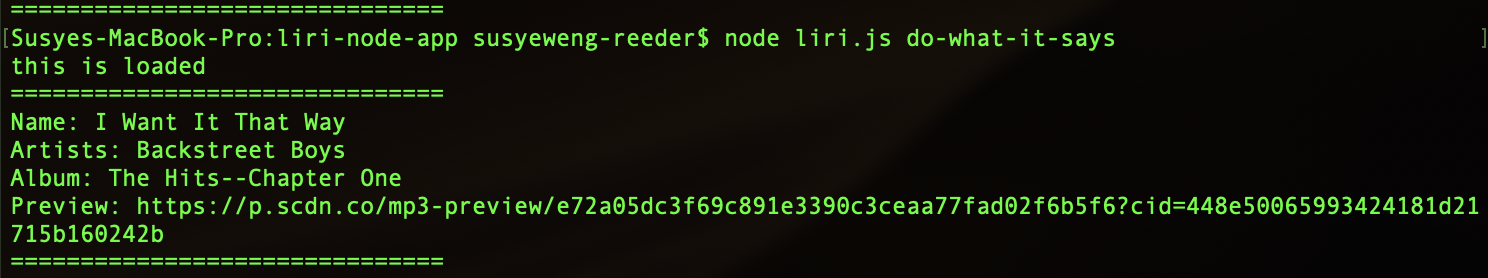 ===============================
[Susyes-MacBook-Pro:liri-node-app susyeweng-reeder$ node liri.js do-what-it-says ]
this is loaded
===============================
Name: I Want It That Way
Artists: Backstreet Boys
Album: The Hits--Chapter One
Preview: https://p.scdn.co/mp3-preview/e72a05dc3f69c891e3390c3ceaa77fad02f6b5f6?cid=448e50065993424181d21
715b160242b
===============================